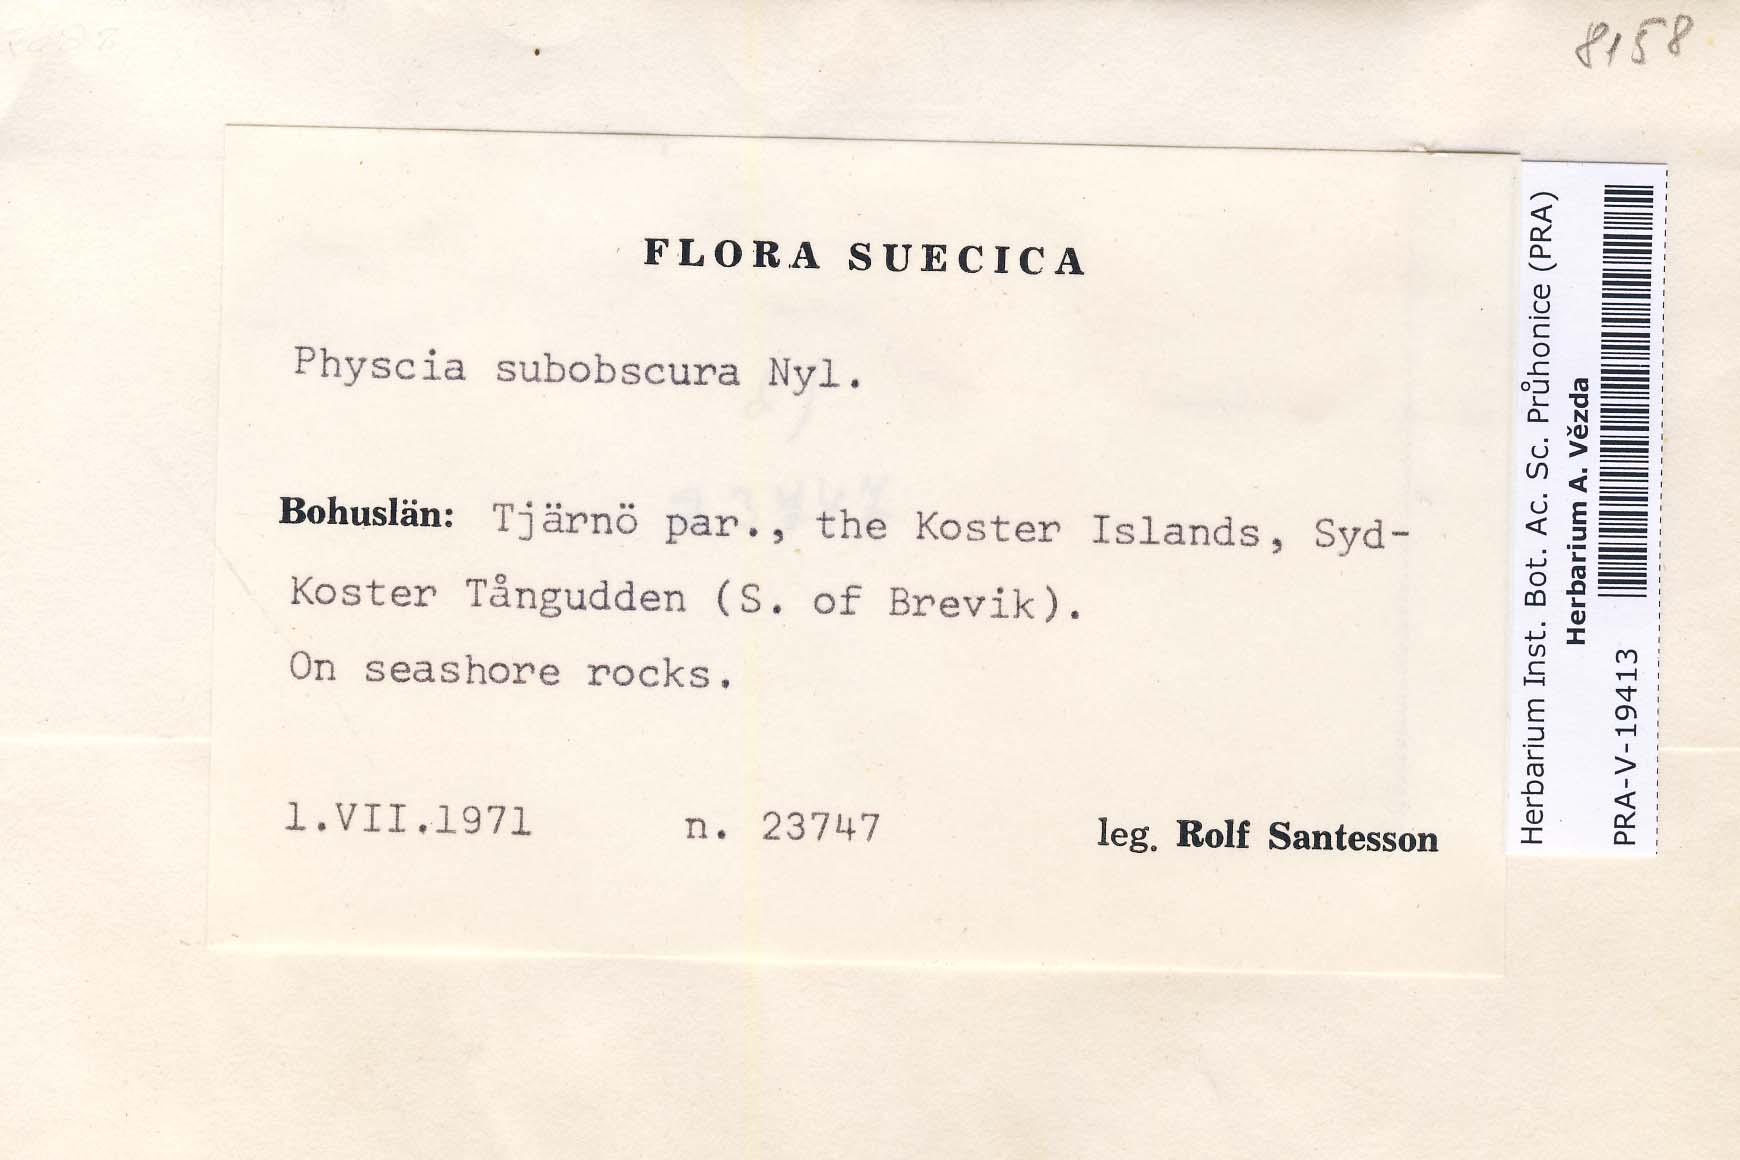 8158
FLORA SUECICA
Physcia subobscura Nyl.
Bohuslän: Tjärnö par., the Koster Islands, Syd-
Koster Tångudden (S. of Brevik).
On seashore rocks.
1.VII.1971 n. 23747 leg. Rolf Santesson
Herbarium Inst. Bot. Ac. Sc. Průhonice (PRA)
Herbarium A. Vězda
PRA-V-19413